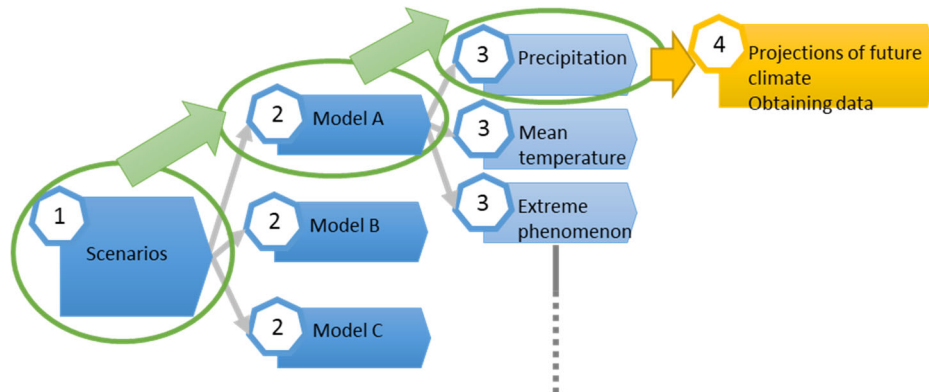 1
Scenarios
2
Model A
2
Model B
2
Model C
3
Precipitation
3
Mean
temperature
3
Extreme
phenomenon
4
Projections of future
climate
Obtaining data